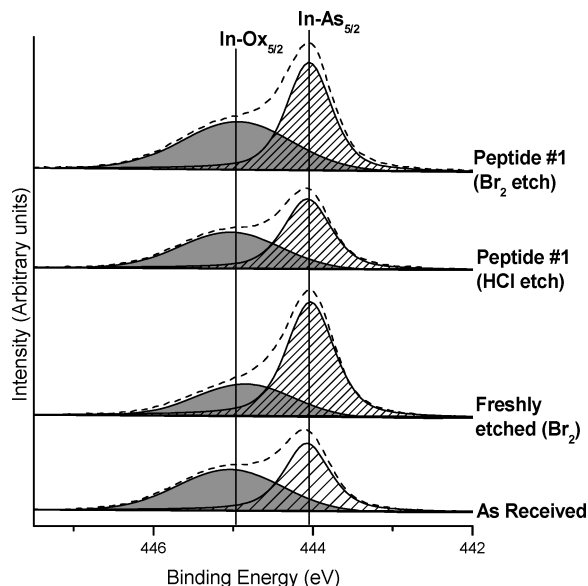 In-Ox5/2
In-As5/2
Intensity (Arbitrary units)
Peptide #1
(Br2 etch)
Peptide #1
(HCl etch)
Freshly
etched (Br2)
As Received
446
444
442
Binding Energy (eV)